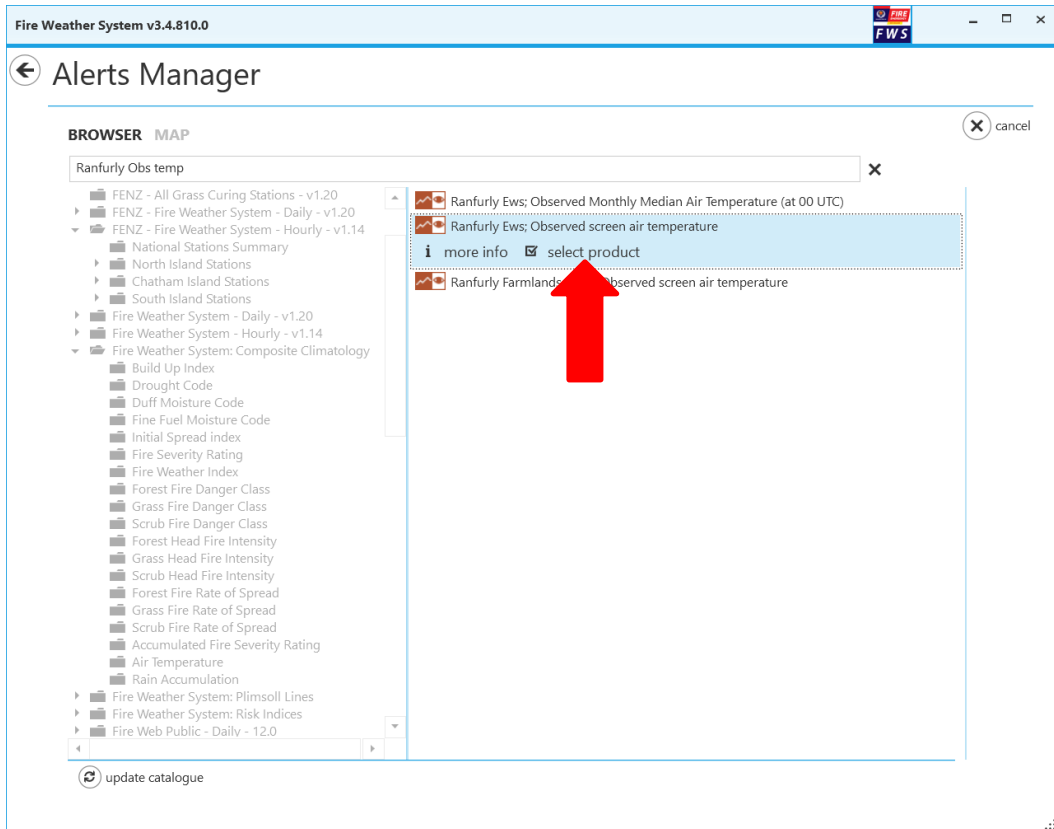 Fire Weather System v3.4.810.0
FIRE
FWS
Alerts Manager
cancel
BROWSER MAP
Ranfurly Obs temp
FENZ - All Grass Curing Stations - v1.20
FENZ - Fire Weather System - Daily - v1.20
FENZ - Fire Weather System - Hourly - v1.14
National Stations Summary
North Island Stations
Chatham Island Stations
South Island Stations
Fire Weather System - Daily - v1.20
Fire Weather System - Hourly - v1.14
Fire Weather System: Composite Climatology
Build Up Index
Drought Code
Duff Moisture Code
Fine Fuel Moisture Code
Initial Spread index
Fire Severity Rating
Fire Weather Index
Forest Fire Danger Class
Grass Fire Danger Class
Scrub Fire Danger Class
Forest Head Fire Intensity
Grass Head Fire Intensity
Scrub Head Fire Intensity
Forest Fire Rate of Spread
Grass Fire Rate of Spread
Scrub Fire Rate of Spread
Accumulated Fire Severity Rating
Air Temperature
Rain Accumulation
Fire Weather System: Plimsoll Lines
Fire Weather System: Risk Indices
Fire Web Public - Daily - 12.0
Ranfurly Ews; Observed Monthly Median Air Temperature (at 00 UTC)
Ranfurly Ews; Observed screen air temperature
more info select product
Ranfurly Farmlands Observed screen air temperature
update catalogue